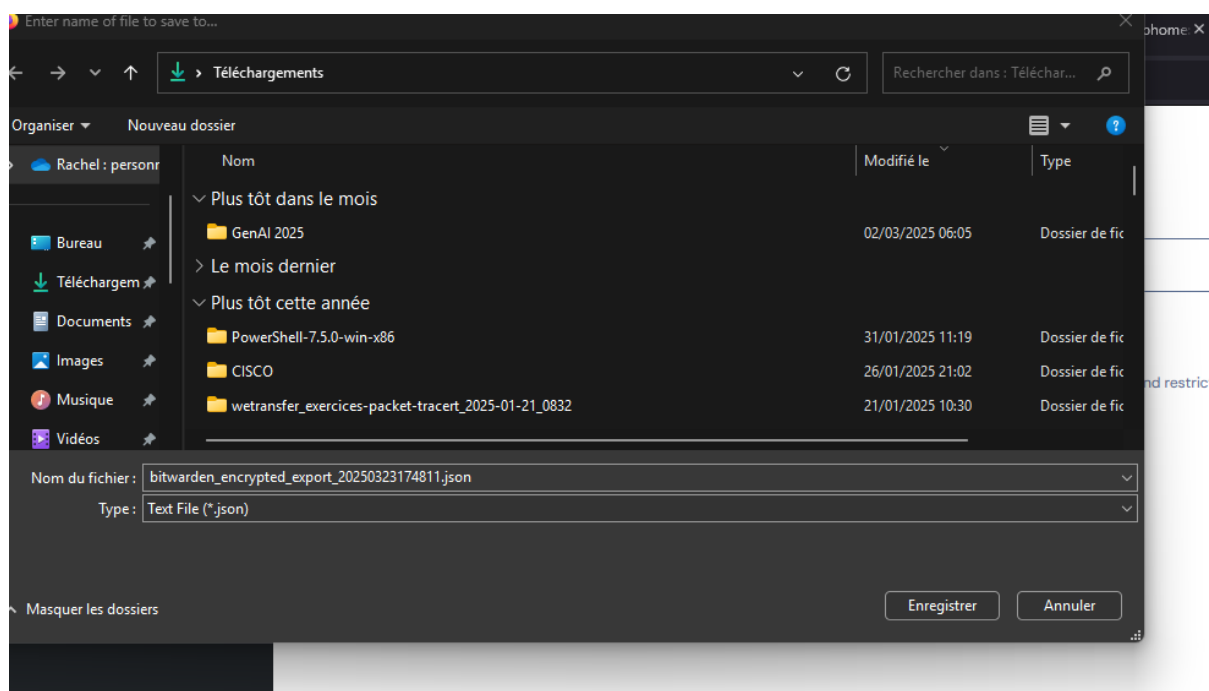 Enter name of file to save to...
phome
Téléchargements
Rechercher dans : Téléchar...
Organiser
Nouveau dossier
Rachel : personn
Nom
Modifié le
Type
Plus tôt dans le mois
GenAI 2025
02/03/2025 06:05
Dossier de fic
Le mois dernier
Plus tôt cette année
PowerShell-7.5.0-win-x86
31/01/2025 11:19
Dossier de fic
CISCO
26/01/2025 21:02
Dossier de fic
wetransfer_exercices-packet-tracert_2025-01-21_0832
21/01/2025 10:30
Dossier de fic
Bureau
Téléchargem
Documents
Images
Musique
Vidéos
nd restric
Nom du fichier : bitwarden_encrypted_export_20250323174811.json
Type : Text File (*.json)
Masquer les dossiers
Enregistrer
Annuler